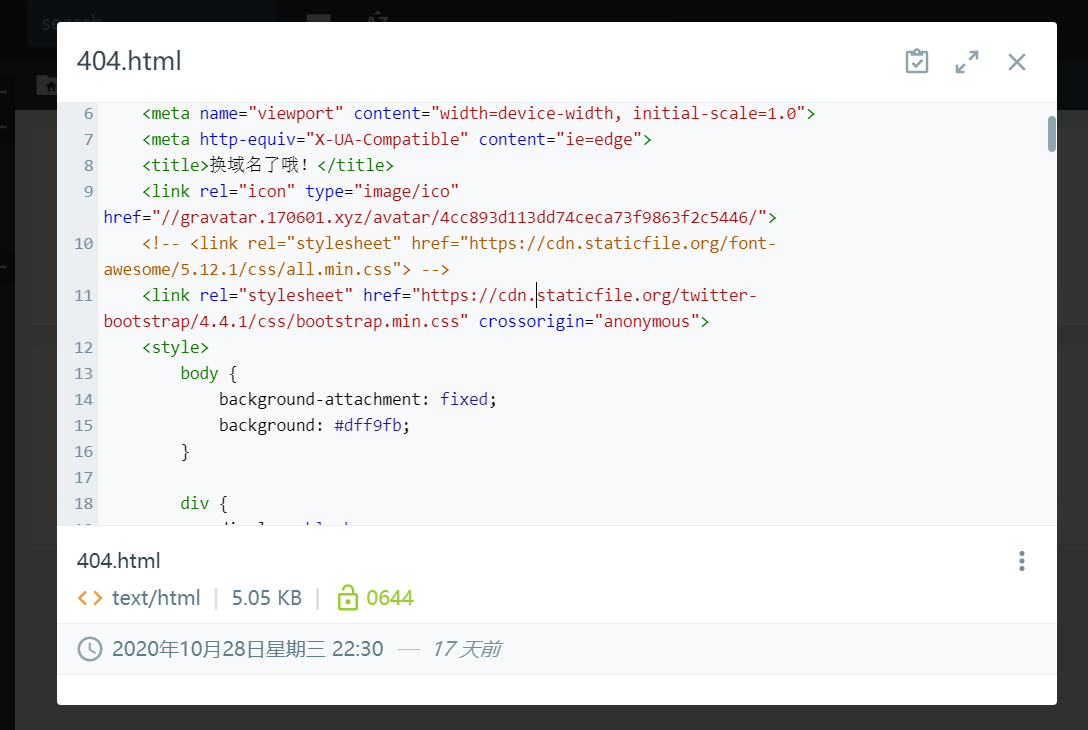 search
404.html
6 <meta name="viewport" content="width=device-width, initial-scale=1.0">
7 <meta http-equiv="X-UA-Compatible" content="ie=edge">
8 <title>换域名了哦！</title>
9 <link rel="icon" type="image/ico"
href="//gravatar.170601.xyz/avatar/4cc893d113dd74ceca73f9863f2c5446/">
10 <!-- <link rel="stylesheet" href="https://cdn.staticfile.org/font-
awesome/5.12.1/css/all.min.css"> -->
11 <link rel="stylesheet" href="https://cdn.staticfile.org/twitter-
bootstrap/4.4.1/css/bootstrap.min.css" crossorigin="anonymous">
12 <style>
13 body {
14 background-attachment: fixed;
15 background: #dff9fb;
16 }
17
18 div {
404.html
text/html | 5.05 KB | 0644
2020年10月28日星期三 22:30 — 17 天前